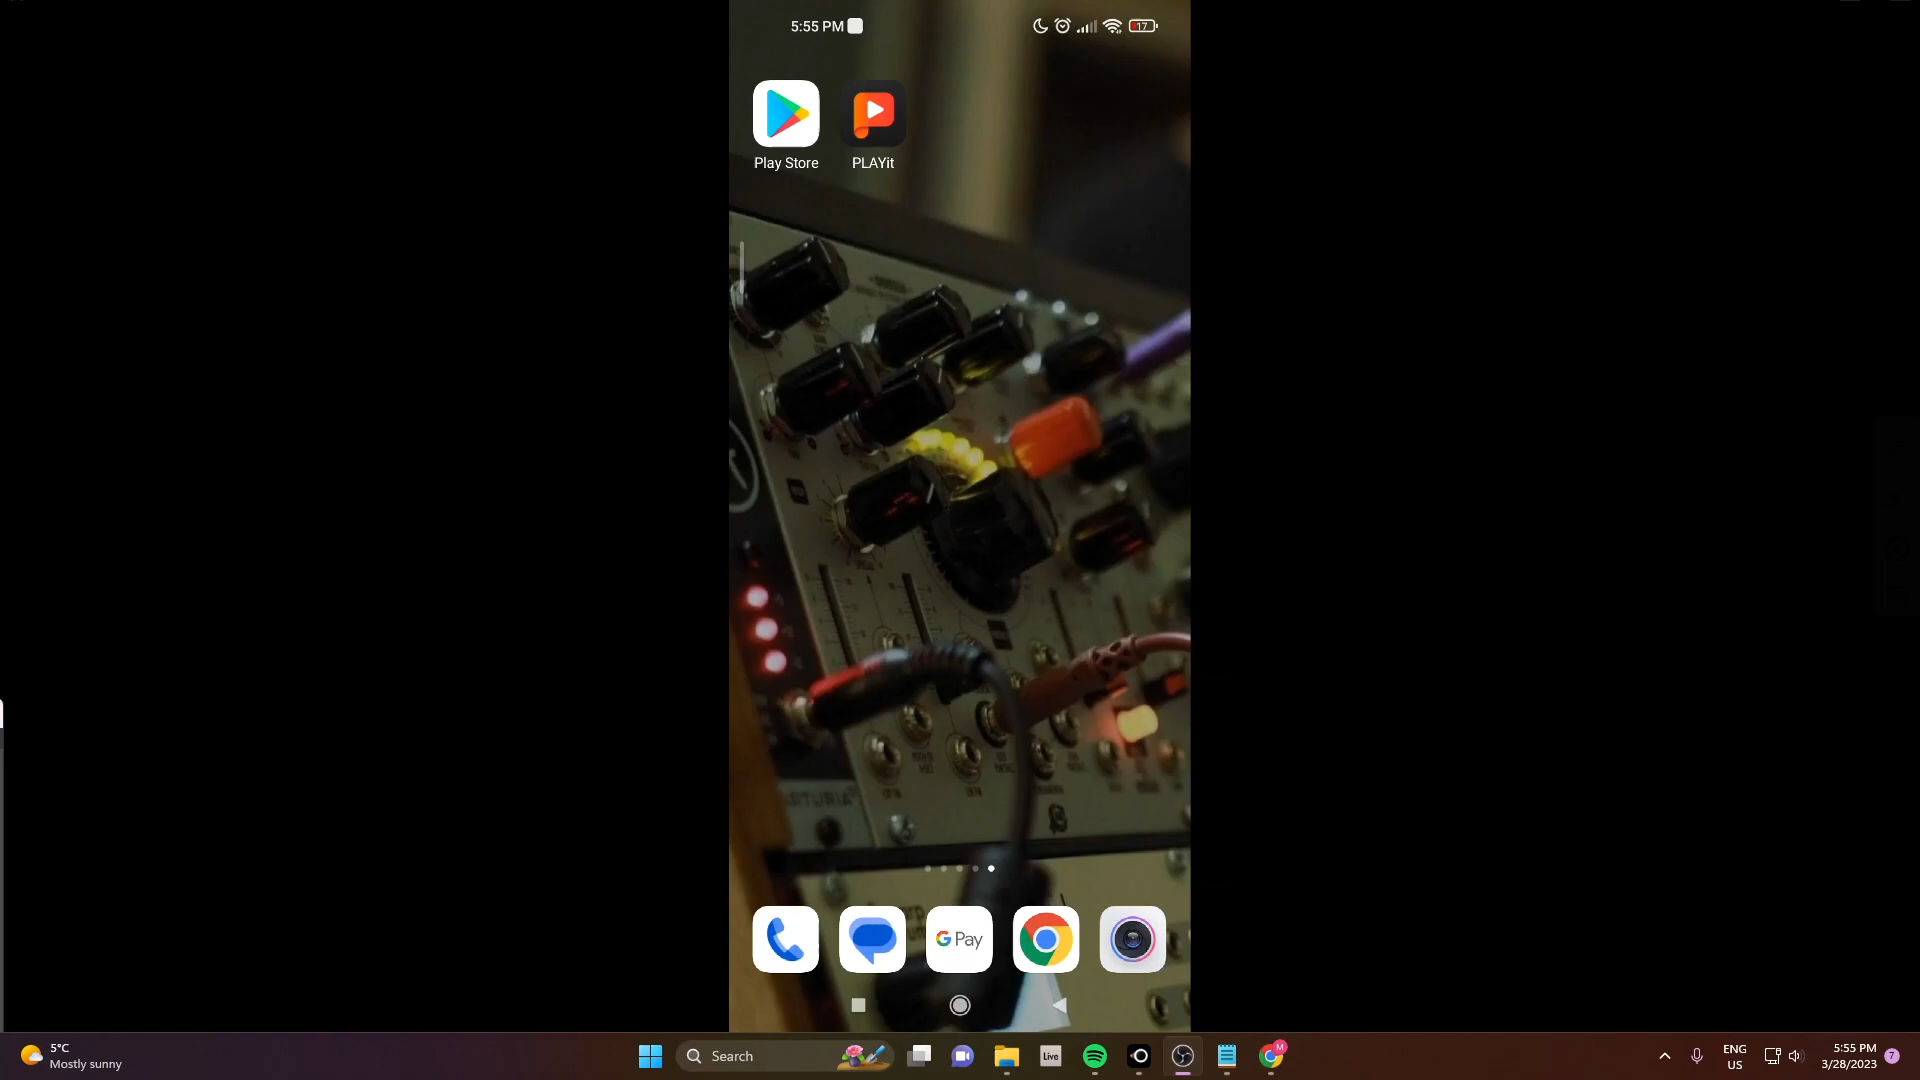 5:55 PM
17
Play Store
PLAYit
ARTURIA
G Pay
5°C
Mostly sunny
Search
Live
M
ENG
US
5:55 PM
3/28/2023
7